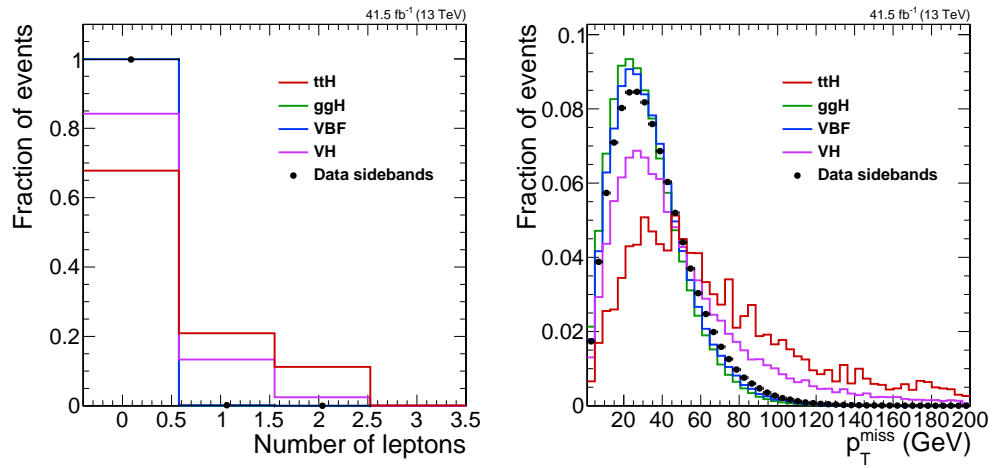 41.5 fb⁻¹ (13 TeV)
Fraction of events
1
0.8
0.6
0.4
0.2
0
ttH
ggH
VBF
VH
Data sidebands
0 0.5 1 1.5 2 2.5 3 3.5
Number of leptons
41.5 fb⁻¹ (13 TeV)
Fraction of events
0.1
0.08
0.06
0.04
0.02
0
ttH
ggH
VBF
VH
Data sidebands
20 40 60 80 100 120 140 160 180 200
p_T^miss (GeV)